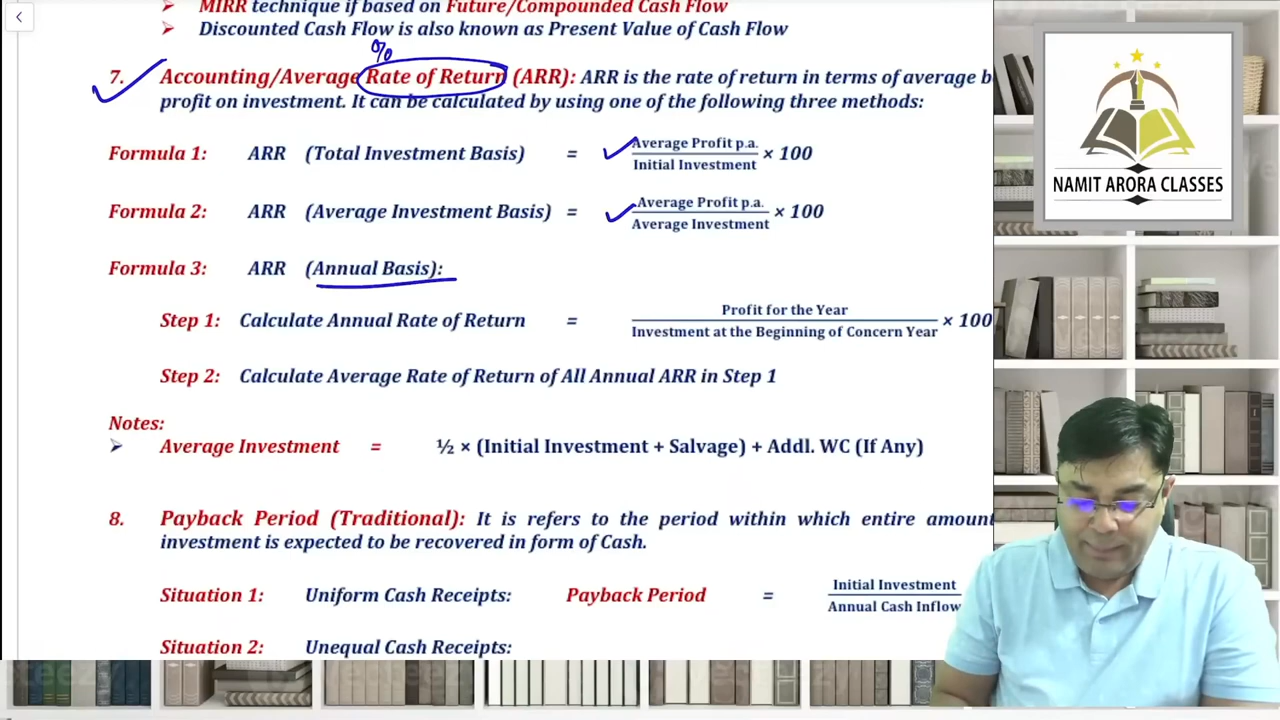 MIRR technique if based on Future/Compounded Cash Flow
Discounted Cash Flow is also known as Present Value of Cash Flow
%
7. Accounting/Average Rate of Return (ARR): ARR is the rate of return in terms of average
profit on investment. It can be calculated by using one of the following three methods:
Formula 1: ARR (Total Investment Basis) = Average Profit p.a. / Initial Investment × 100
Formula 2: ARR (Average Investment Basis) = Average Profit p.a. / Average Investment × 100
Formula 3: ARR (Annual Basis):
Step 1: Calculate Annual Rate of Return = Profit for the Year / Investment at the Beginning of Concern Year × 100
Step 2: Calculate Average Rate of Return of All Annual ARR in Step 1
Notes:
Average Investment = ½ × (Initial Investment + Salvage) + Addl. WC (If Any)
8. Payback Period (Traditional): It is refers to the period within which entire amount
investment is expected to be recovered in form of Cash.
Situation 1: Uniform Cash Receipts: Payback Period = Initial Investment / Annual Cash Inflow
Situation 2: Unequal Cash Receipts:
NAMIT ARORA CLASSES